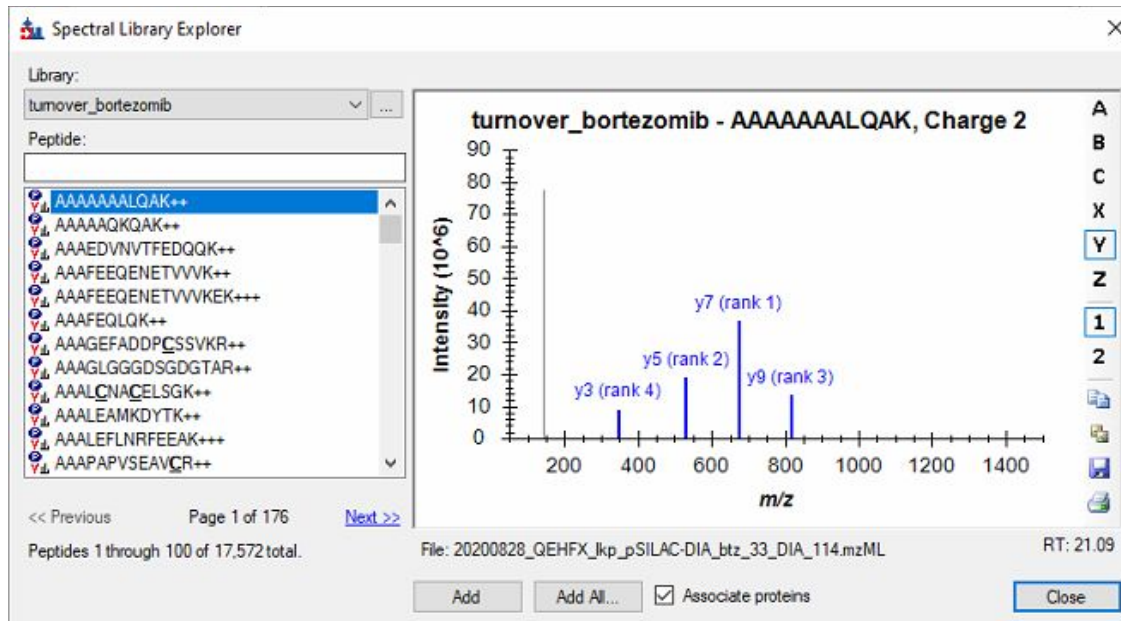 Spectral Library Explorer
Library:
turnover_bortezomib
...
Peptide:
AAAAAAALQAK++
AAAAAQKQAK++
AAAEDVNVTFEDQQK++
AAAFEEQENETVVVK++
AAAFEEQENETVVVKEK+++
AAAFEQLQK++
AAAGEFADDPCSSVKR++
AAAGLGGGDSGDGTAR++
AAALCNACELSGK++
AAALEAMKDYTK++
AAALEFLNRFEEAK+++
AAAPAPVSEAVCR++
<< Previous Page 1 of 176 Next >>
Peptides 1 through 100 of 17,572 total.
turnover_bortezomib - AAAAAAALQAK, Charge 2
Intensity (10^6)
90
80
70
60
50
40
30
20
10
0
y7 (rank 1)
y5 (rank 2)
y9 (rank 3)
y3 (rank 4)
200 400 600 800 1000 1200 1400
m/z
A
B
C
X
Y
Z
1
2
File: 20200828_QEHFX_lkp_pSILAC-DIA_btz_33_DIA_114.mzML RT: 21.09
Add Add All... Associate proteins Close